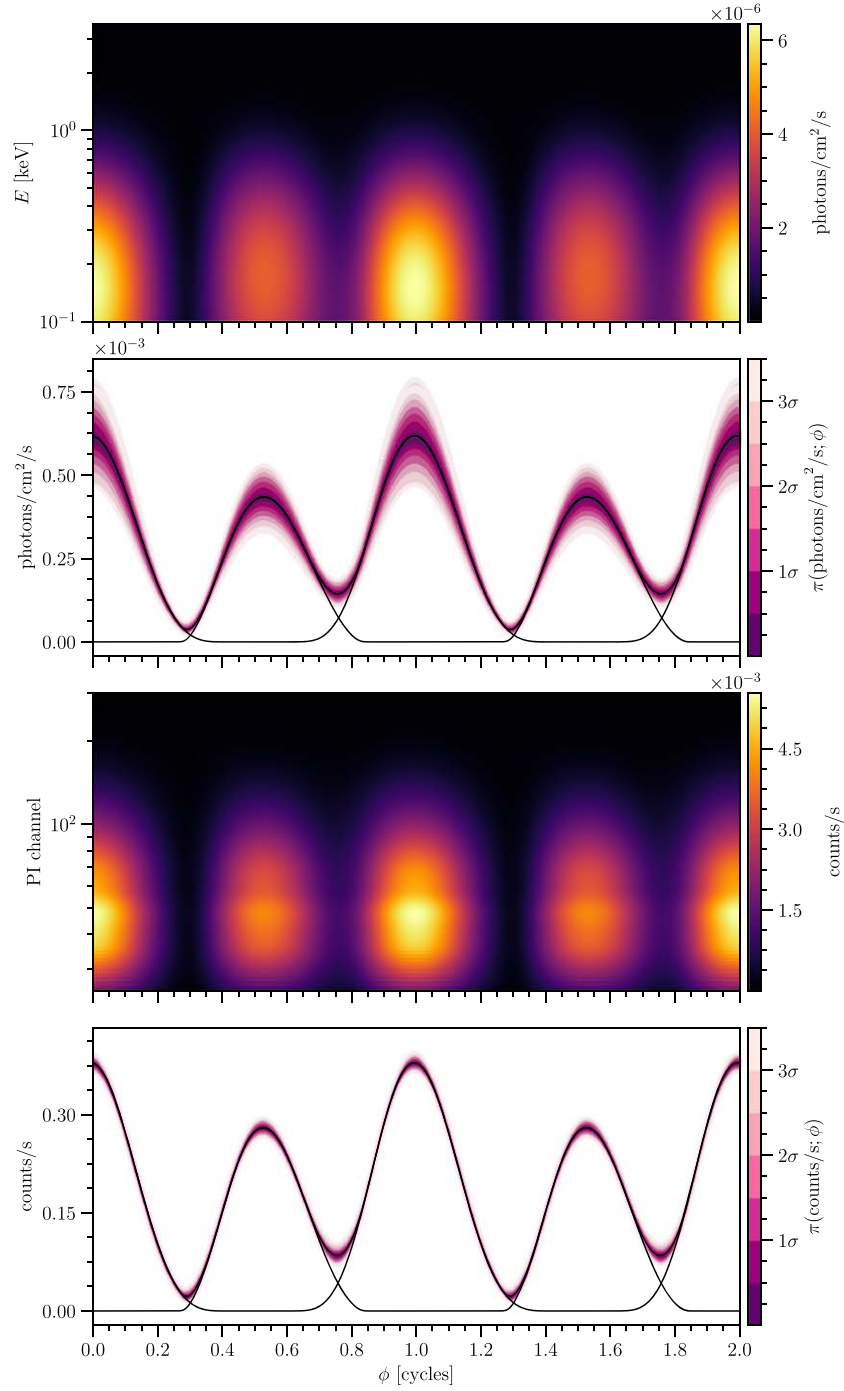 ×10⁻⁶
6
4
2
photons/cm²/s
10⁰
10⁻¹
E [keV]
×10⁻³
0.75
0.50
0.25
0.00
photons/cm²/s
3σ
2σ
1σ
π(photons/cm²/s; ϕ)
×10⁻³
4.5
3.0
1.5
counts/s
10²
PI channel
0.30
0.15
0.00
counts/s
3σ
2σ
1σ
π(counts/s; ϕ)
0.0 0.2 0.4 0.6 0.8 1.0 1.2 1.4 1.6 1.8 2.0
ϕ [cycles]